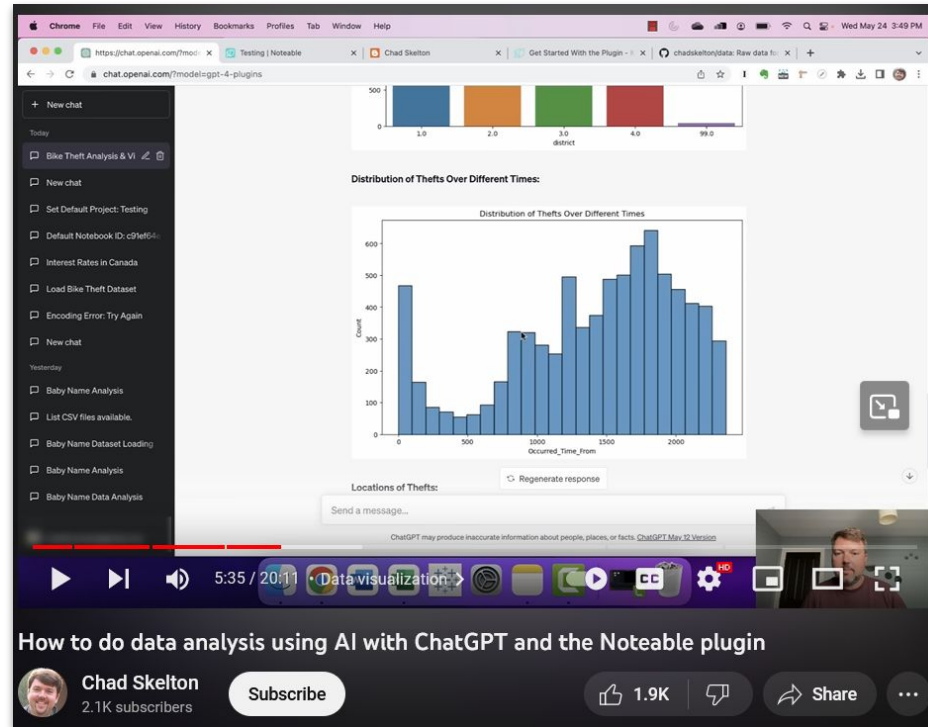 Chrome File Edit View History Bookmarks Profiles Tab Window Help Wed May 24 3:49 PM
https://chat.openai.com/?mod Testing | Noteable Chad Skelton Get Started With the Plugin - chadskelton/data: Raw data fo
chat.openai.com/?model=gpt-4-plugins
+ New chat
Today
Bike Theft Analysis & Vi
New chat
Set Default Project: Testing
Default Notebook ID: c91ef64
Interest Rates in Canada
Load Bike Theft Dataset
Encoding Error: Try Again
New chat
Yesterday
Baby Name Analysis
List CSV files available.
Baby Name Dataset Loading
Baby Name Analysis
Baby Name Data Analysis
500
0
1.0 2.0 3.0 4.0 99.0
district
Distribution of Thefts Over Different Times:
Distribution of Thefts Over Different Times
600
500
400
300
200
100
0
Count
0 500 1000 1500 2000
Occurred_Time_From
Regenerate response
Locations of Thefts:
Send a message...
ChatGPT may produce inaccurate information about people, places, or facts. ChatGPT May 12 Version
5:35 / 20:11 • Data visualization >
CC
HD
How to do data analysis using AI with ChatGPT and the Noteable plugin
Chad Skelton
2.1K subscribers
Subscribe
1.9K
Share